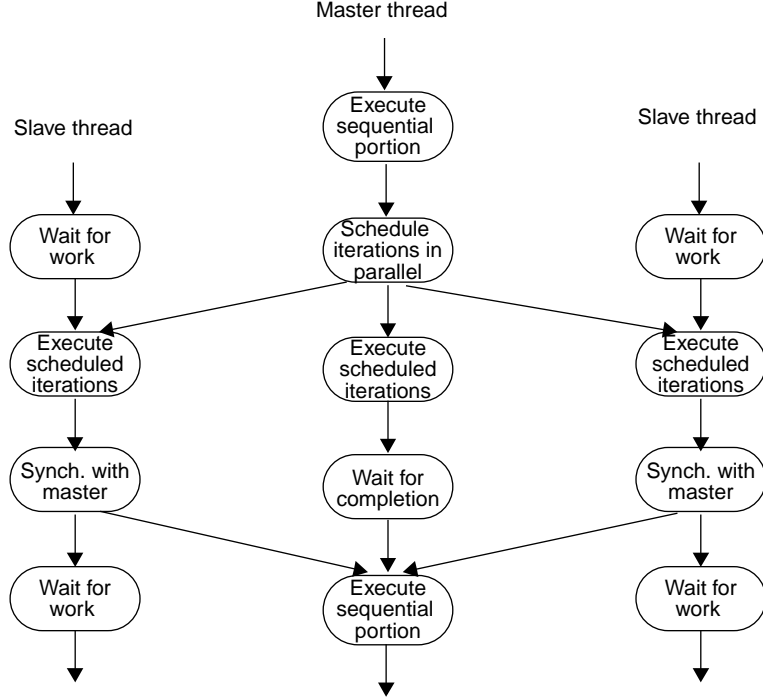 Master thread
Execute
sequential
portion
Slave thread
Slave thread
Wait for
work
Schedule
iterations in
parallel
Wait for
work
Execute
scheduled
iterations
Execute
scheduled
iterations
Execute
scheduled
iterations
Synch. with
master
Wait for
completion
Synch. with
master
Wait for
work
Execute
sequential
portion
Wait for
work